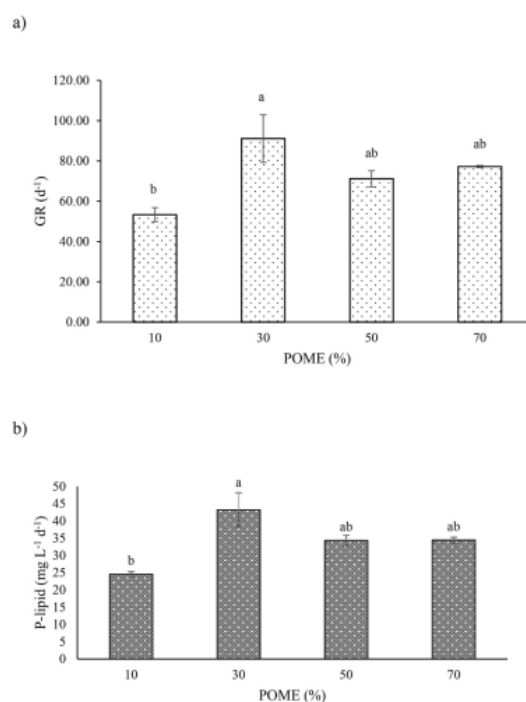 a)
120.00
a
100.00
ab
ab
80.00
b
60.00
40.00
20.00
0.00
GR (d⁻¹)
10 30 50 70
POME (%)
b)
50
a
45
40
ab ab
35
30
b
25
20
15
10
5
0
P-lipid (mg L⁻¹ d⁻¹)
10 30 50 70
POME (%)